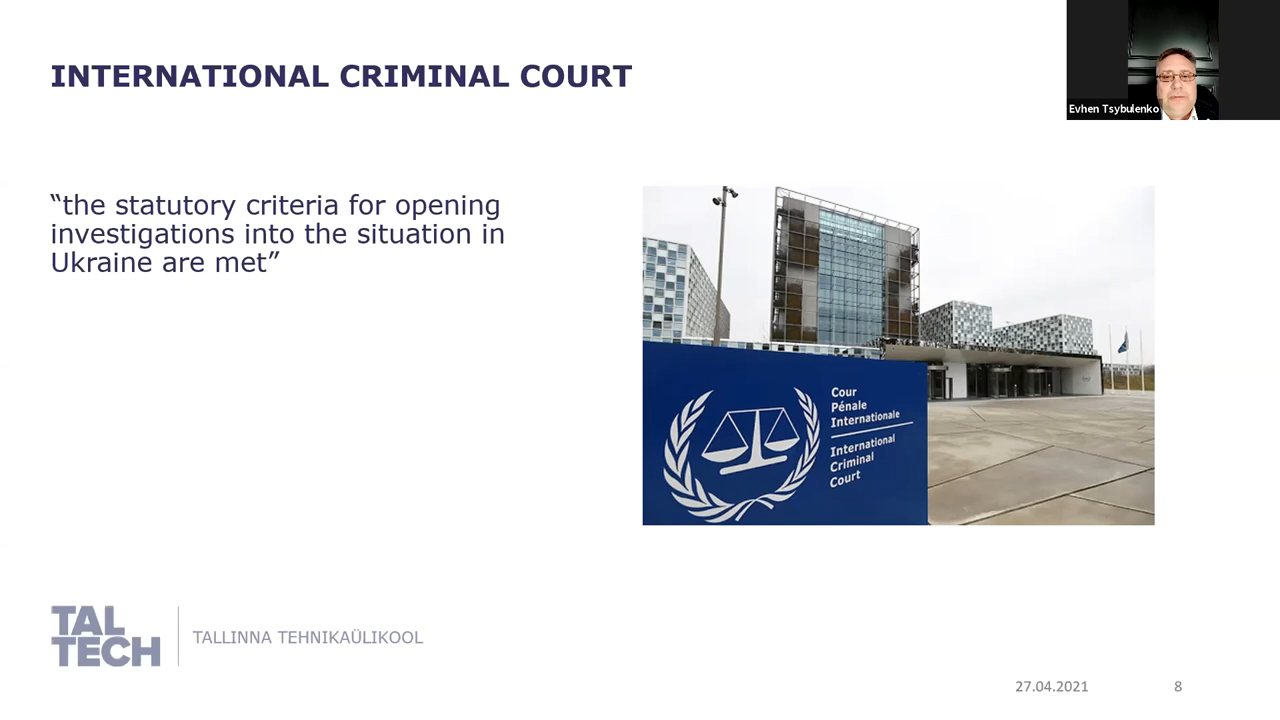 INTERNATIONAL CRIMINAL COURT
Evhen Tsybulenko
“the statutory criteria for opening
investigations into the situation in
Ukraine are met”
Cour
Pénale
Internationale
International
Criminal
Court
TAL
TECH
TALLINNA TEHNIKAÜLIKOOL
27.04.2021
8